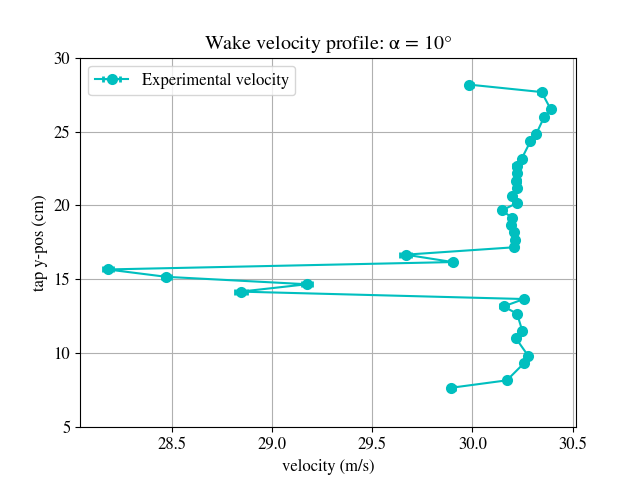 Wake velocity profile: α = 10°
Experimental velocity
30
25
20
15
10
5
tap y-pos (cm)
28.5 29.0 29.5 30.0 30.5
velocity (m/s)